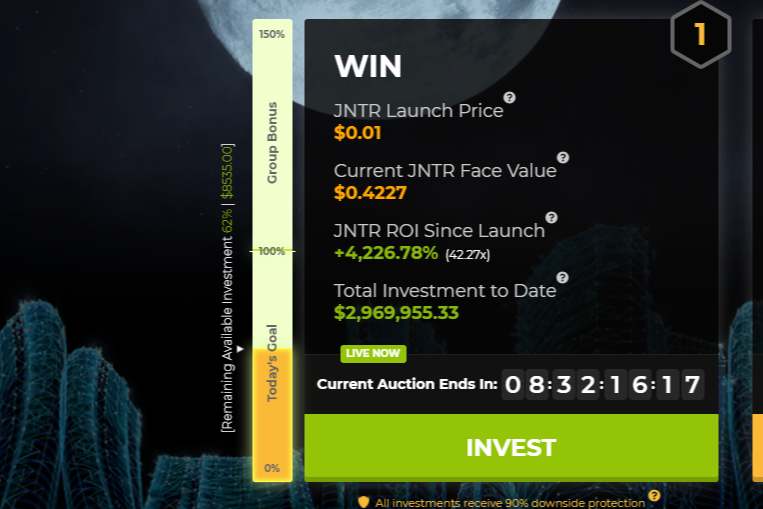 1
150%
WIN
JNTR Launch Price ?
$0.01
Group Bonus
Current JNTR Face Value ?
$0.4227
[Remaining Available Investment 62% | $8535.00]
JNTR ROI Since Launch ?
+4,226.78% (42.27x)
100%
Total Investment to Date ?
$2,969,955.33
Today's Goal
LIVE NOW
Current Auction Ends In: 08:32:16:17
INVEST
0%
All investments receive 90% downside protection ?